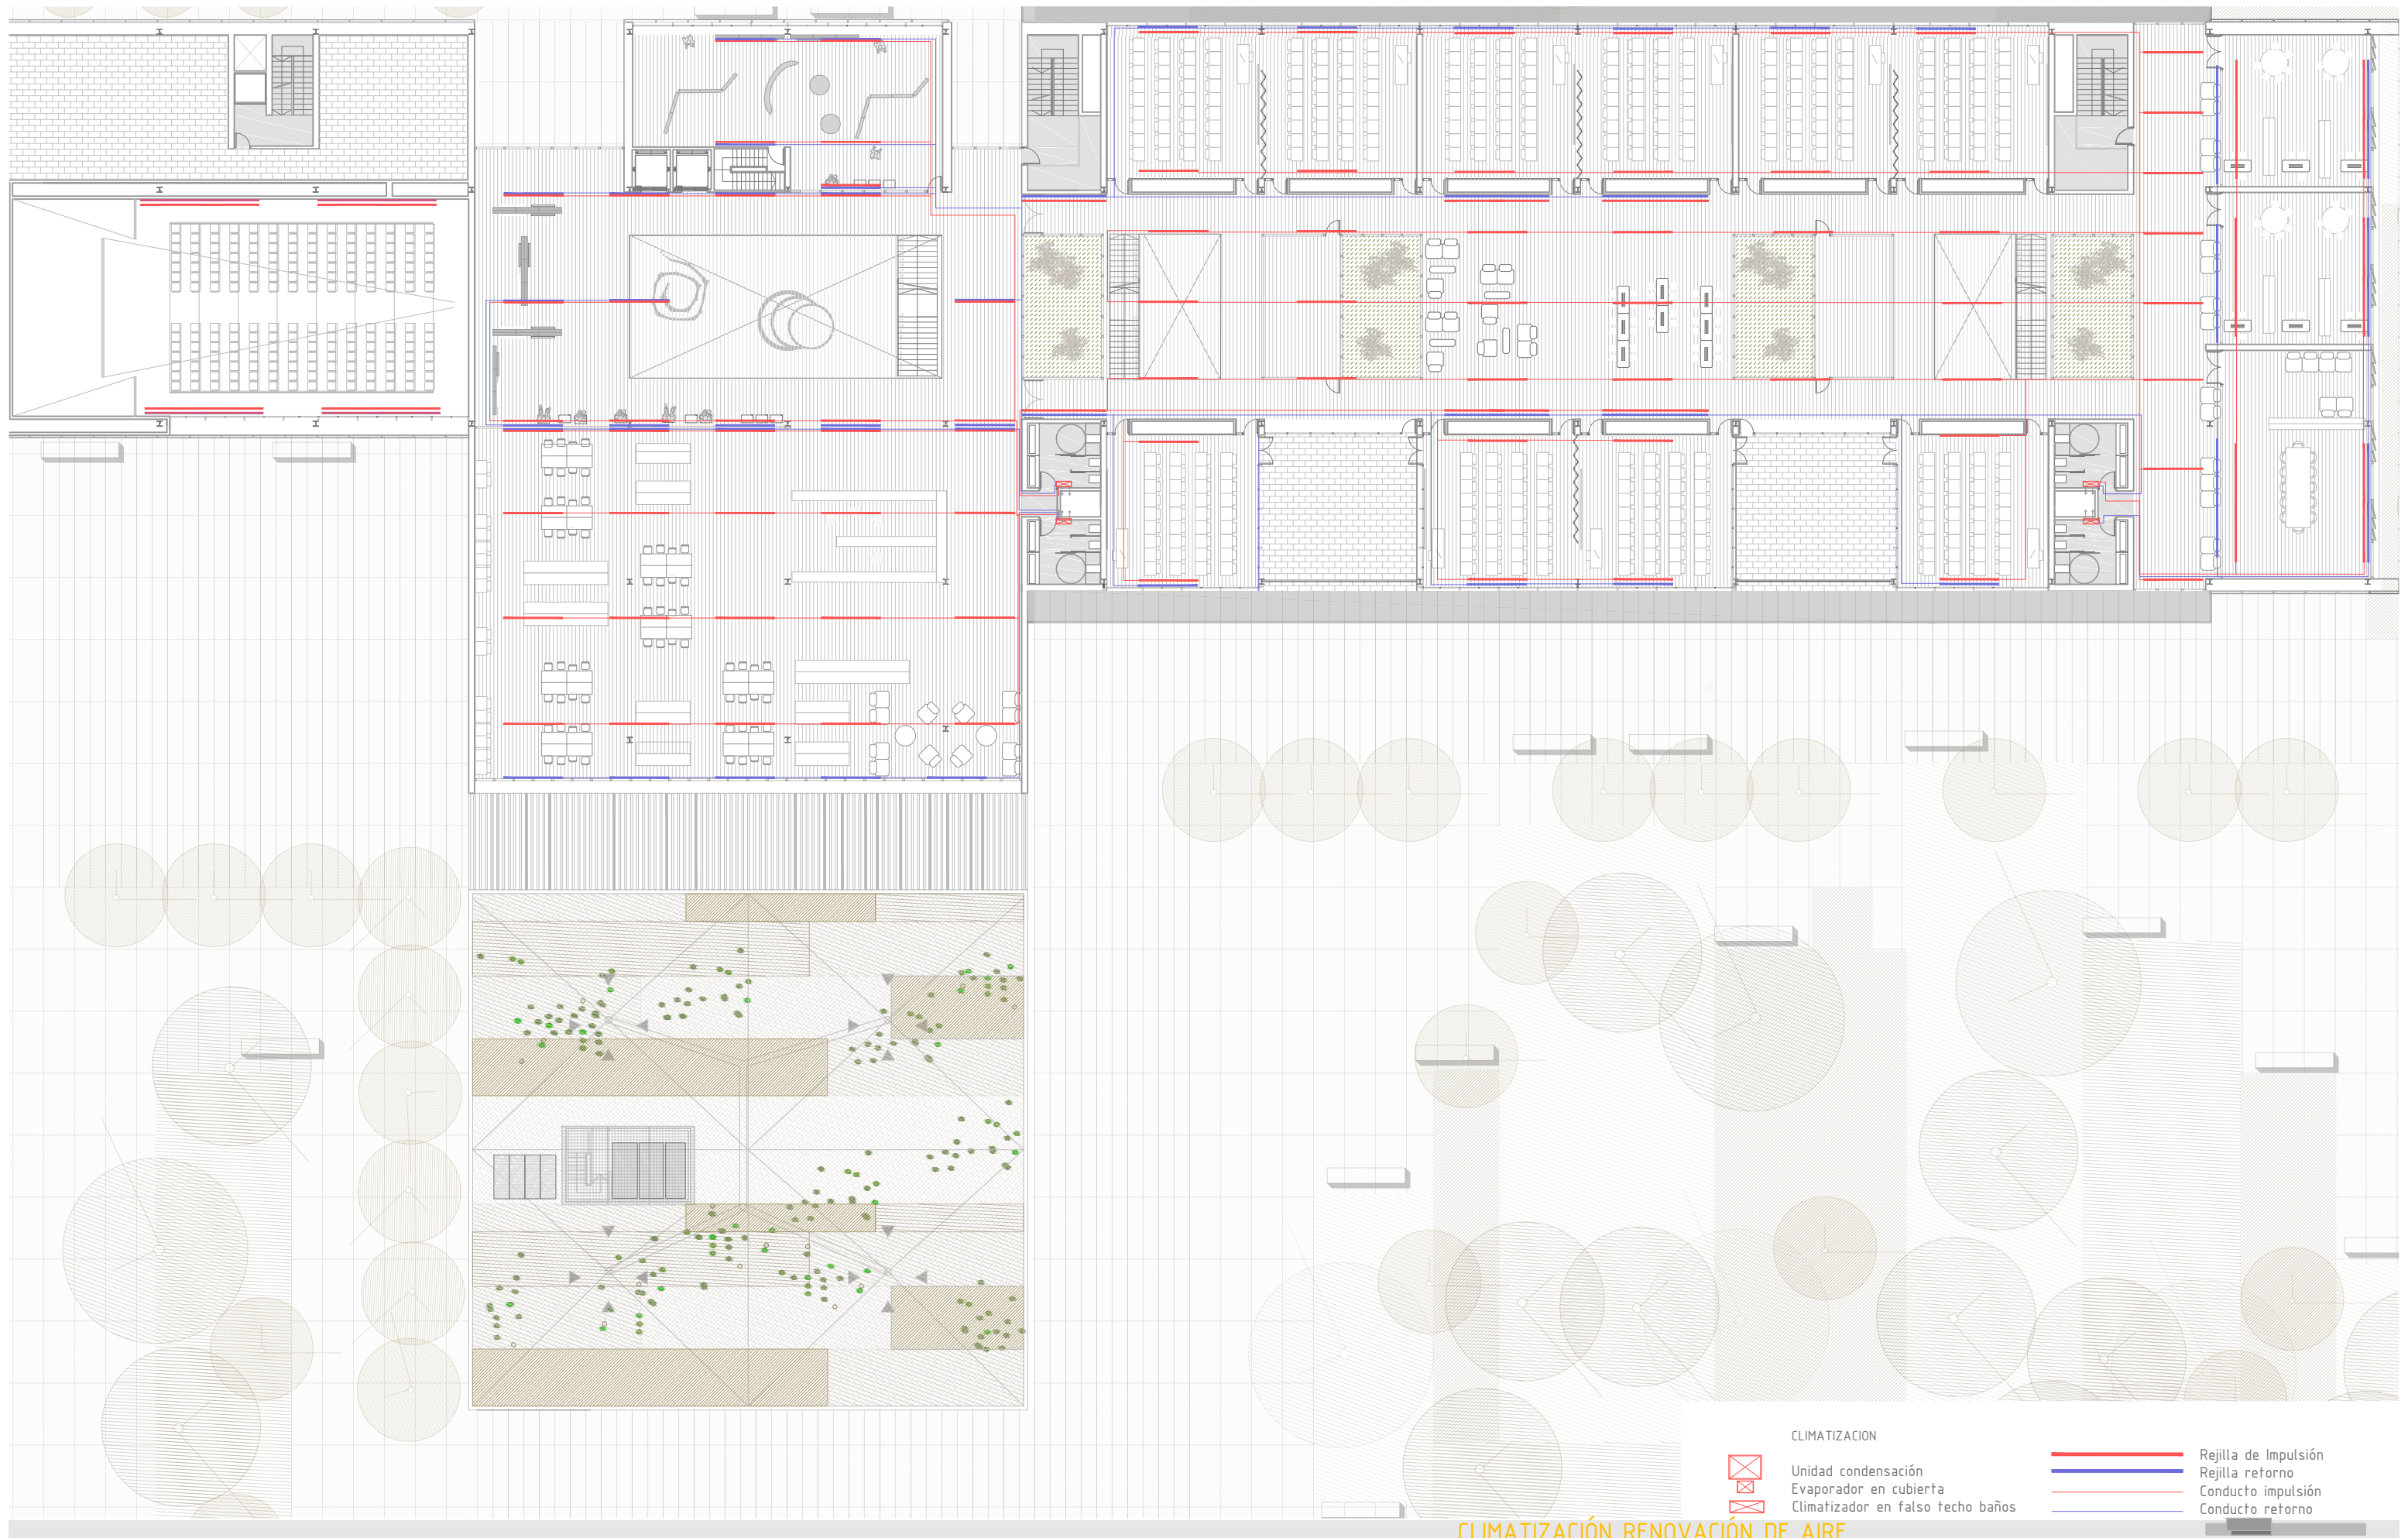 CLIMATIZACION
Unidad condensación
Evaporador en cubierta
Climatizador en falso techo baños
Rejilla de Impulsión
Rejilla retorno
Conducto impulsión
Conducto retorno
CLIMATIZACIÓN RENOVACIÓN DE AIRE